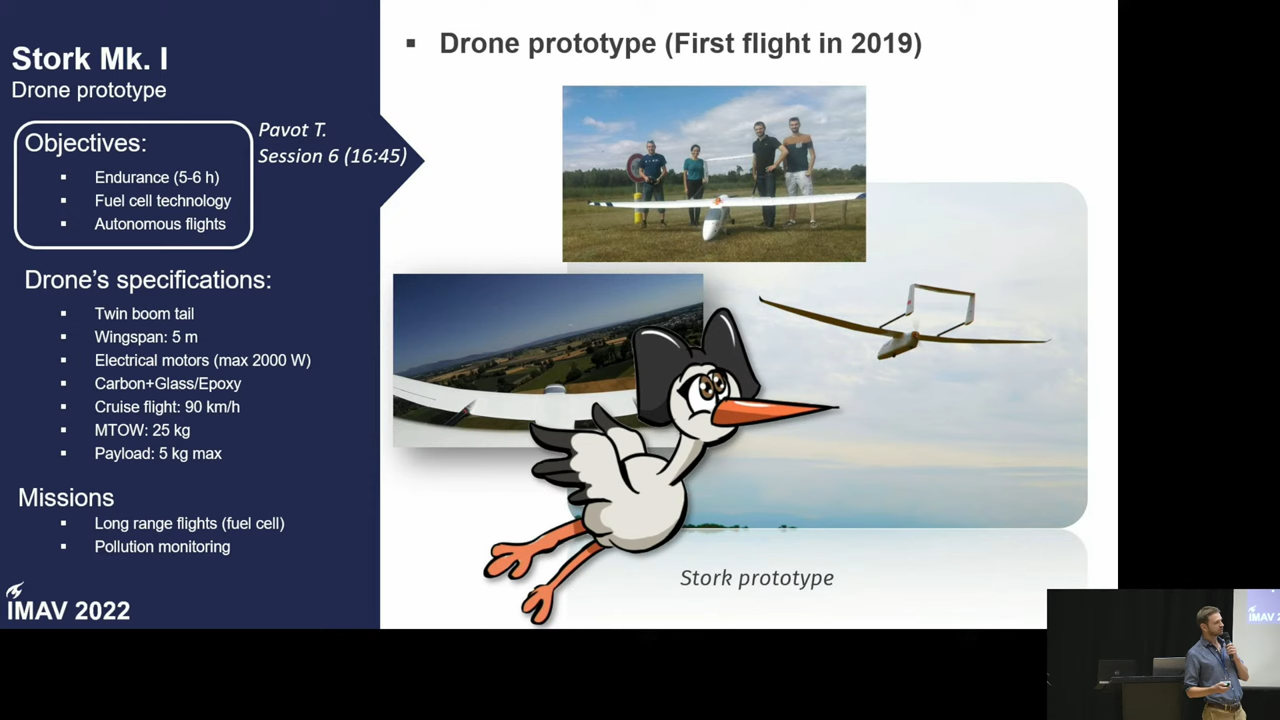 Stork Mk. I
Drone prototype
Objectives:
▪ Endurance (5-6 h)
▪ Fuel cell technology
▪ Autonomous flights
Pavot T.
Session 6 (16:45)
Drone's specifications:
▪ Twin boom tail
▪ Wingspan: 5 m
▪ Electrical motors (max 2000 W)
▪ Carbon+Glass/Epoxy
▪ Cruise flight: 90 km/h
▪ MTOW: 25 kg
▪ Payload: 5 kg max
Missions
▪ Long range flights (fuel cell)
▪ Pollution monitoring
IMAV 2022
▪ Drone prototype (First flight in 2019)
Stork prototype
IMAV 2